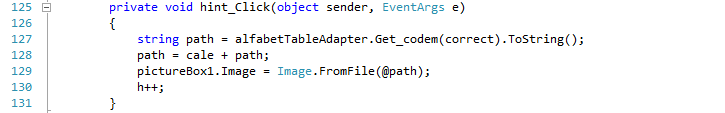 125 private void hint_Click(object sender, EventArgs e)
126 {
127 string path = alfabetTableAdapter.Get_codem(correct).ToString();
128 path = cale + path;
129 pictureBox1.Image = Image.FromFile(@path);
130 h++;
131 }